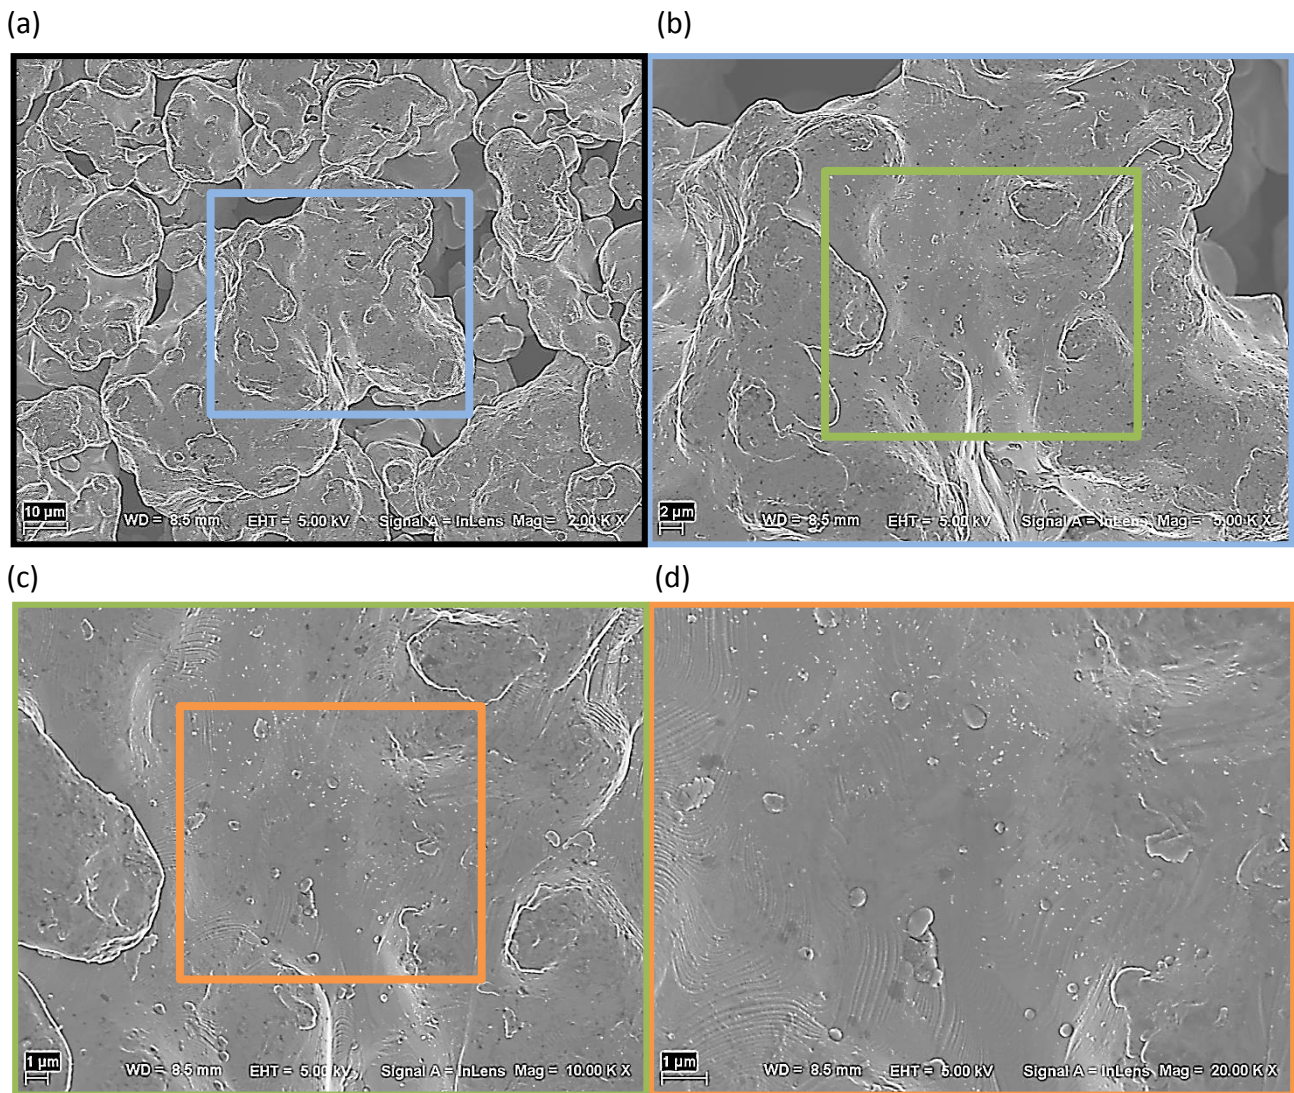 (a)
(b)
10 µm
WD = 8.5 mm EHT = 5.00 kV Signal A = InLens Mag = 2.00 K X
2 µm
WD = 8.5 mm EHT = 5.00 kV Signal A = InLens Mag = 5.00 K X
(c)
(d)
1 µm
WD = 8.5 mm EHT = 5.00 kV Signal A = InLens Mag = 10.00 K X
1 µm
WD = 8.5 mm EHT = 5.00 kV Signal A = InLens Mag = 20.00 K X